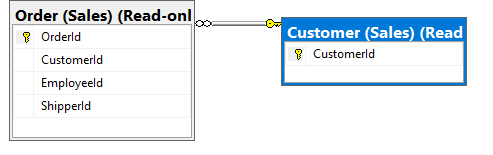 Order (Sales) (Read-onl
OrderId
CustomerId
EmployeeId
ShipperId
Customer (Sales) (Read
CustomerId